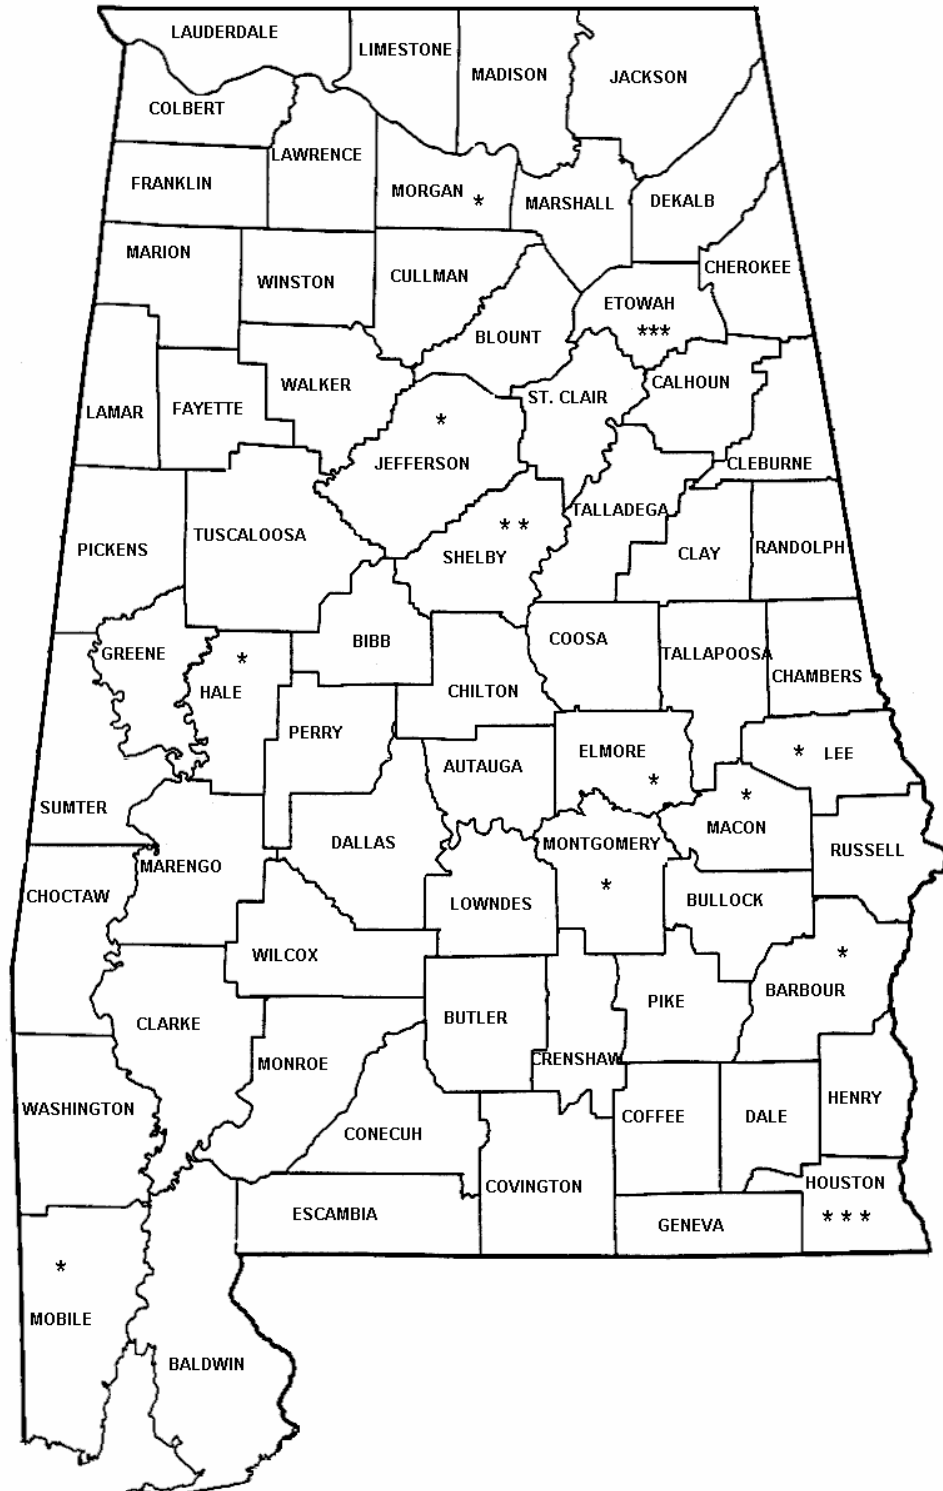 LAUDERDALE
LIMESTONE
MADISON
JACKSON
COLBERT
LAWRENCE
FRANKLIN
MORGAN *
MARSHALL
DEKALB
MARION
WINSTON
CULLMAN
CHEROKEE
ETOWAH
***
BLOUNT
WALKER
ST. CLAIR
CALHOUN
LAMAR
FAYETTE
*
JEFFERSON
CLEBURNE
TALLADEGA
PICKENS
TUSCALOOSA
* *
SHELBY
CLAY
RANDOLPH
GREENE
*
HALE
BIBB
COOSA
TALLAPOOSA
CHAMBERS
CHILTON
PERRY
AUTAUGA
ELMORE
*
* LEE
SUMTER
*
MACON
DALLAS
MONTGOMERY
*
RUSSELL
MARENGO
CHOCTAW
LOWNDES
BULLOCK
WILCOX
*
BARBOUR
PIKE
CLARKE
BUTLER
MONROE
CRENSHAW
WASHINGTON
CONECUH
COFFEE
DALE
HENRY
COVINGTON
HOUSTON
* * *
ESCAMBIA
GENEVA
*
MOBILE
BALDWIN